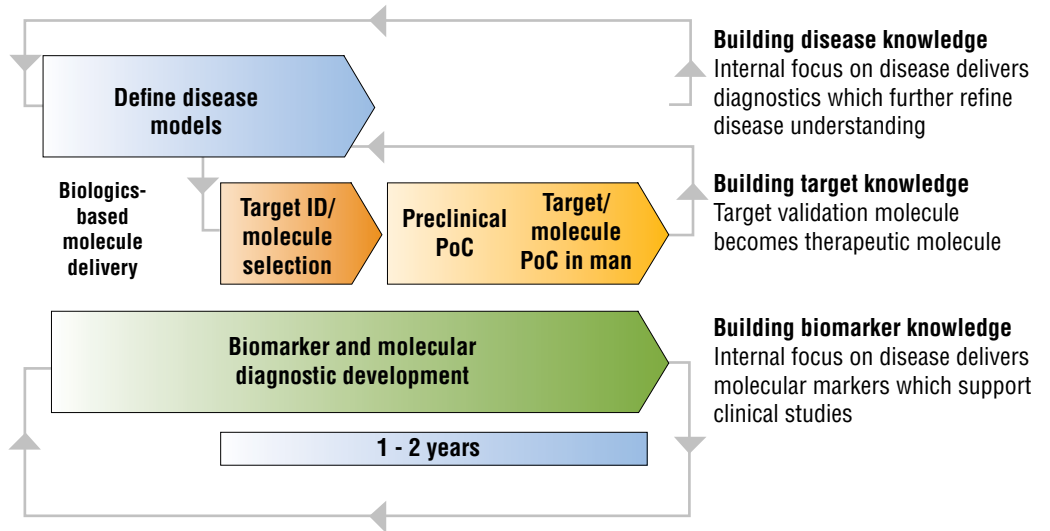 Define disease
models
Building disease knowledge
Internal focus on disease delivers
diagnostics which further refine
disease understanding
Biologics-
based
molecule
delivery
Target ID/
molecule
selection
Preclinical
PoC
Target/
molecule
PoC in man
Building target knowledge
Target validation molecule
becomes therapeutic molecule
Biomarker and molecular
diagnostic development
Building biomarker knowledge
Internal focus on disease delivers
molecular markers which support
clinical studies
1 - 2 years